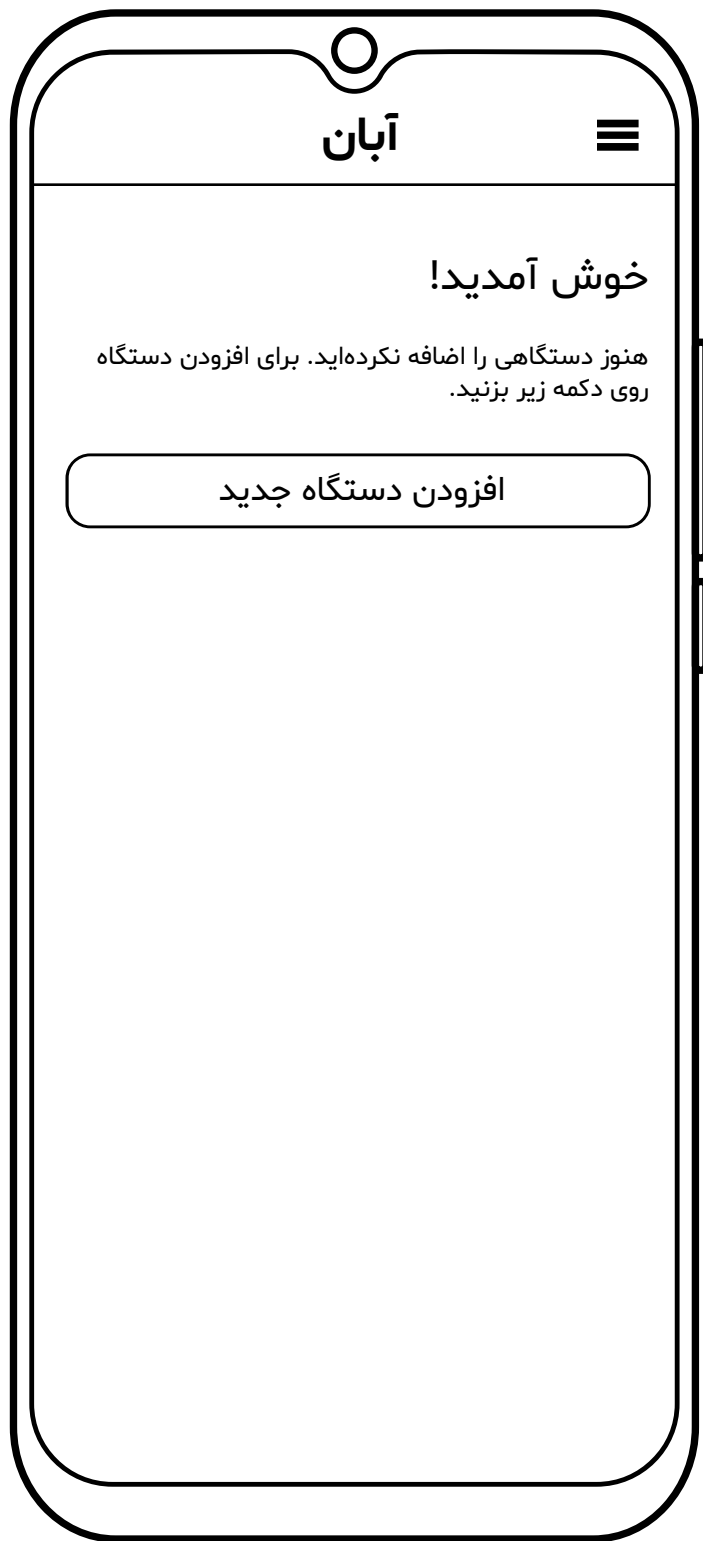 آبان
خوش آمدید!
هنوز دستگاهی را اضافه نکرده‌اید. برای افزودن دستگاه
روی دکمه زیر بزنید.
افزودن دستگاه جدید